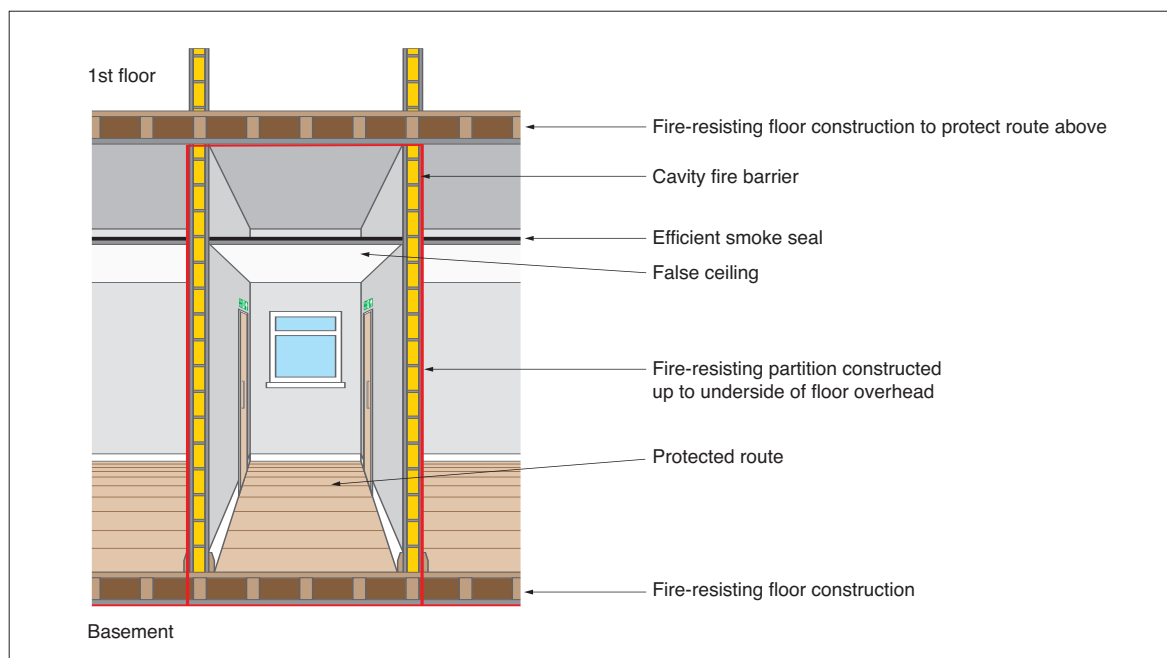 1st floor
Fire-resisting floor construction to protect route above
Cavity fire barrier
Efficient smoke seal
False ceiling
Fire-resisting partition constructed
up to underside of floor overhead
Protected route
Fire-resisting floor construction
Basement